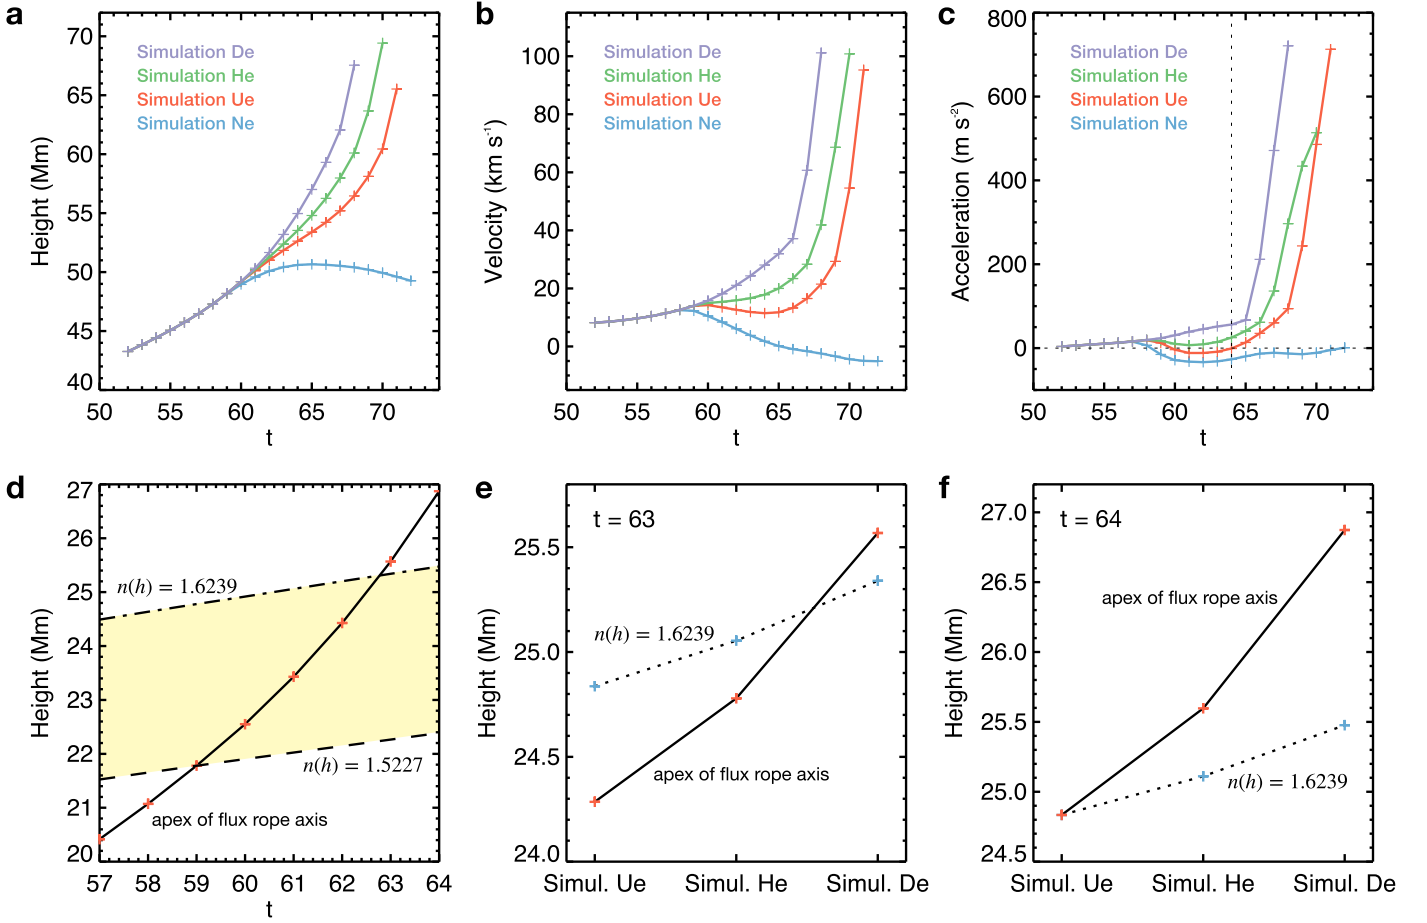 a
Simulation De
Simulation He
Simulation Ue
Simulation Ne
Height (Mm)
70
65
60
55
50
45
40
50 55 60 65 70
t
b
Simulation De
Simulation He
Simulation Ue
Simulation Ne
Velocity (km s⁻¹)
100
80
60
40
20
0
50 55 60 65 70
t
c
Simulation De
Simulation He
Simulation Ue
Simulation Ne
Acceleration (m s⁻²)
800
600
400
200
0
50 55 60 65 70
t
d
Height (Mm)
27
26
25
24
23
22
21
20
n(h) = 1.6239
n(h) = 1.5227
apex of flux rope axis
57 58 59 60 61 62 63 64
t
e
t = 63
Height (Mm)
25.5
25.0
24.5
24.0
n(h) = 1.6239
apex of flux rope axis
Simul. Ue Simul. He Simul. De
f
t = 64
Height (Mm)
27.0
26.5
26.0
25.5
25.0
24.5
apex of flux rope axis
n(h) = 1.6239
Simul. Ue Simul. He Simul. De